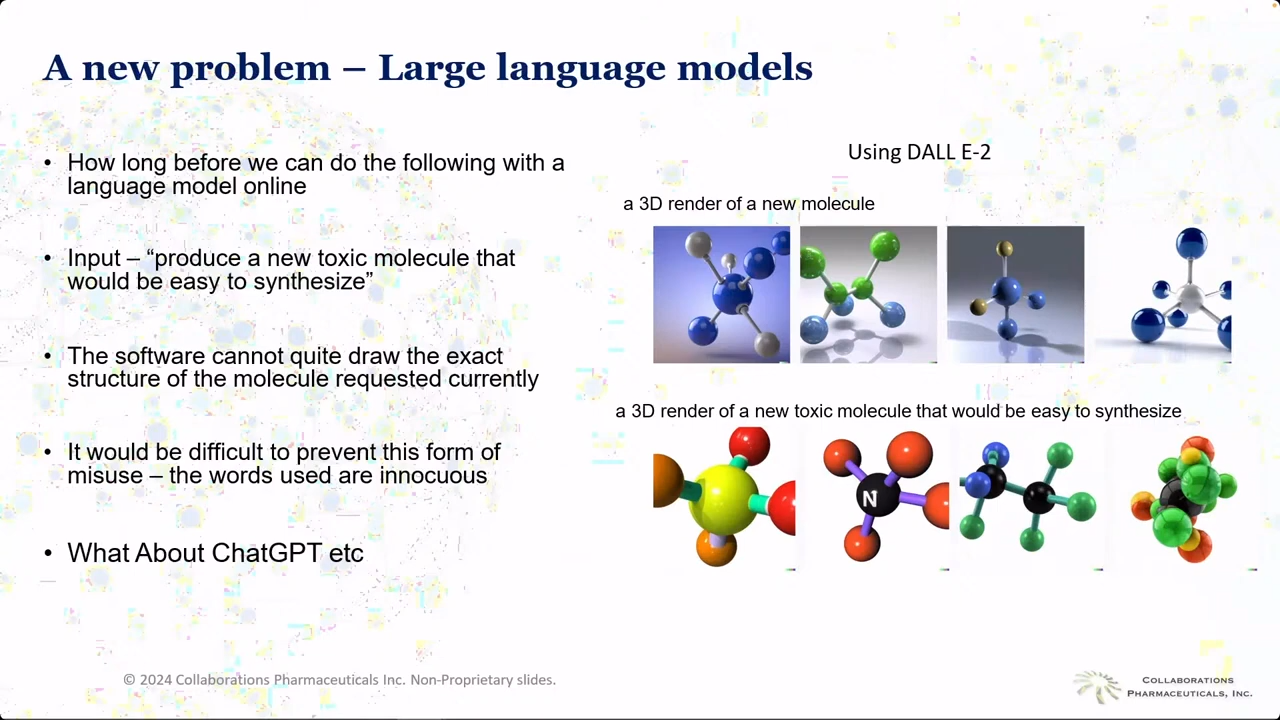 A new problem – Large language models
• How long before we can do the following with a
language model online
• Input – “produce a new toxic molecule that
would be easy to synthesize”
• The software cannot quite draw the exact
structure of the molecule requested currently
• It would be difficult to prevent this form of
misuse – the words used are innocuous
• What About ChatGPT etc
Using DALL E-2
a 3D render of a new molecule
a 3D render of a new toxic molecule that would be easy to synthesize
N
© 2024 Collaborations Pharmaceuticals Inc. Non-Proprietary slides.
COLLABORATIONS
PHARMACEUTICALS, INC.